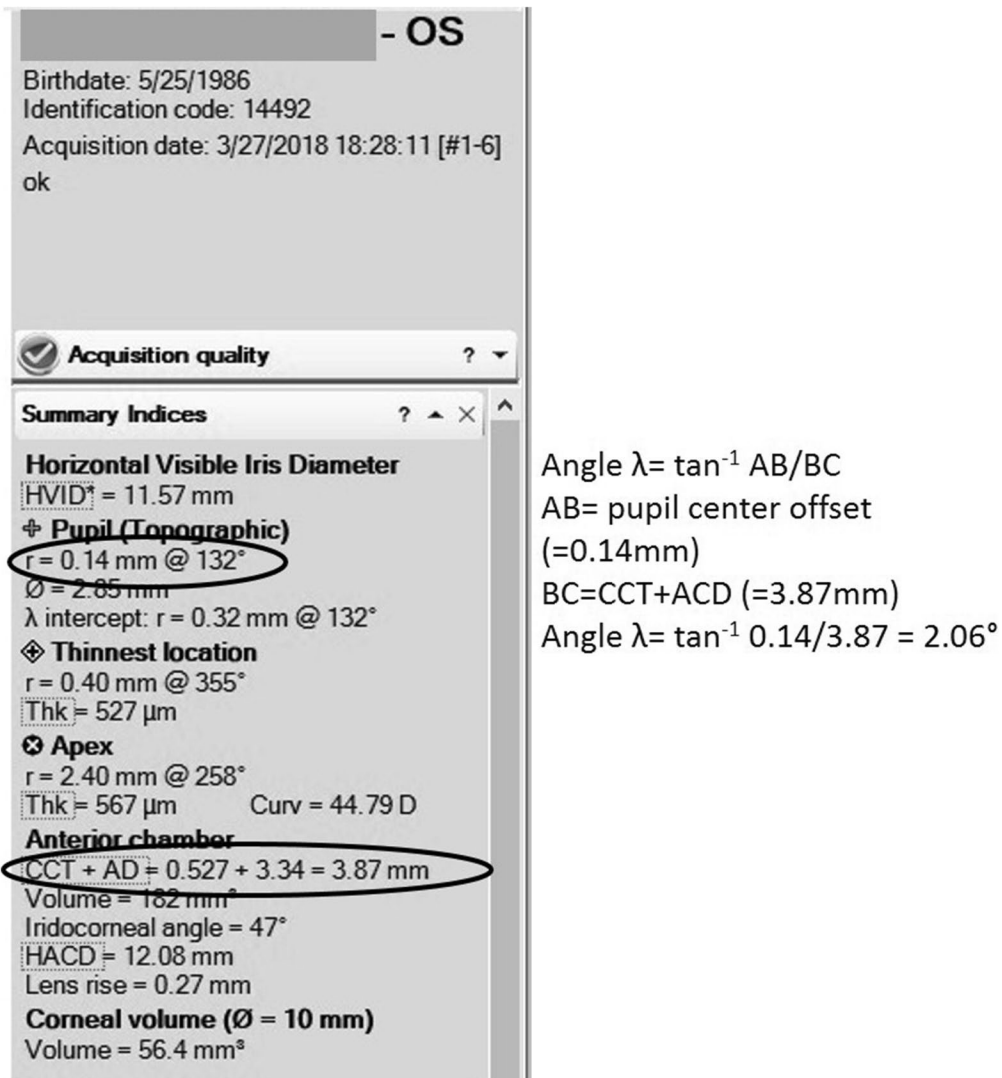 - OS
Birthdate: 5/25/1986
Identification code: 14492
Acquisition date: 3/27/2018 18:28:11 [#1-6]
ok
Acquisition quality ?
Summary Indices ?
Horizontal Visible Iris Diameter
HVID* = 11.57 mm
Pupil (Topographic)
r = 0.14 mm @ 132°
Ø = 2.85 mm
λ intercept: r = 0.32 mm @ 132°
Thinnest location
r = 0.40 mm @ 355°
Thk = 527 µm
Apex
r = 2.40 mm @ 258°
Thk = 567 µm Curv = 44.79 D
Anterior chamber
CCT + AD = 0.527 + 3.34 = 3.87 mm
Volume = 182 mm³
Iridocorneal angle = 47°
HACD = 12.08 mm
Lens rise = 0.27 mm
Corneal volume (Ø = 10 mm)
Volume = 56.4 mm³
Angle λ= tan⁻¹ AB/BC
AB= pupil center offset
(=0.14mm)
BC=CCT+ACD (=3.87mm)
Angle λ= tan⁻¹ 0.14/3.87 = 2.06°